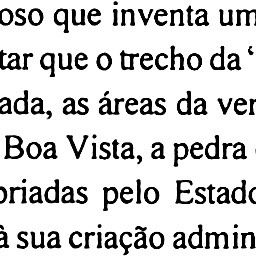 oso que inventa um
tar que o trecho da '
ada, as áreas da ver
Boa Vista, a pedra
priadas pelo Estado
à sua criação admin